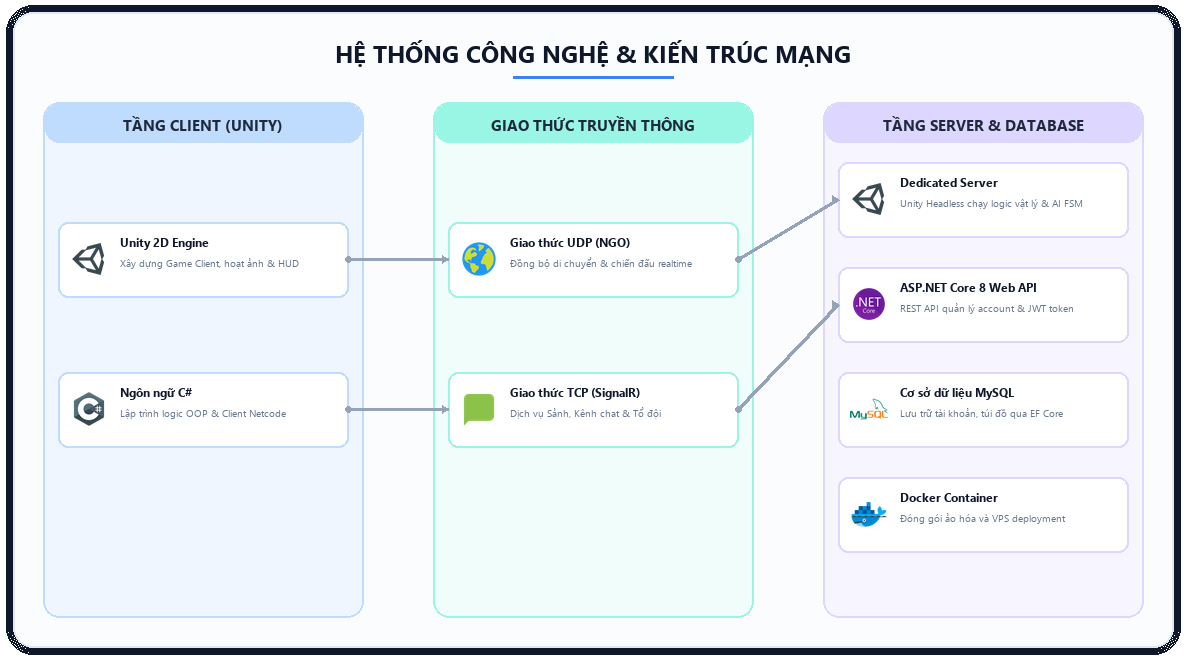 HỆ THỐNG CÔNG NGHỆ & KIẾN TRÚC MẠNG
TẦNG CLIENT (UNITY)
Unity 2D Engine
Xây dựng Game Client, hoạt ảnh & HUD
Ngôn ngữ C#
Lập trình logic OOP & Client Netcode
GIAO THỨC TRUYỀN THÔNG
Giao thức UDP (NGO)
Đồng bộ di chuyển & chiến đấu realtime
Giao thức TCP (SignalR)
Dịch vụ Sảnh, Kênh chat & Tổ đội
TẦNG SERVER & DATABASE
Dedicated Server
Unity Headless chạy logic vật lý & AI FSM
.NET
Core
ASP.NET Core 8 Web API
REST API quản lý account & JWT token
MySQL
Cơ sở dữ liệu MySQL
Lưu trữ tài khoản, túi đồ qua EF Core
Docker Container
Đóng gói ảo hóa và VPS deployment